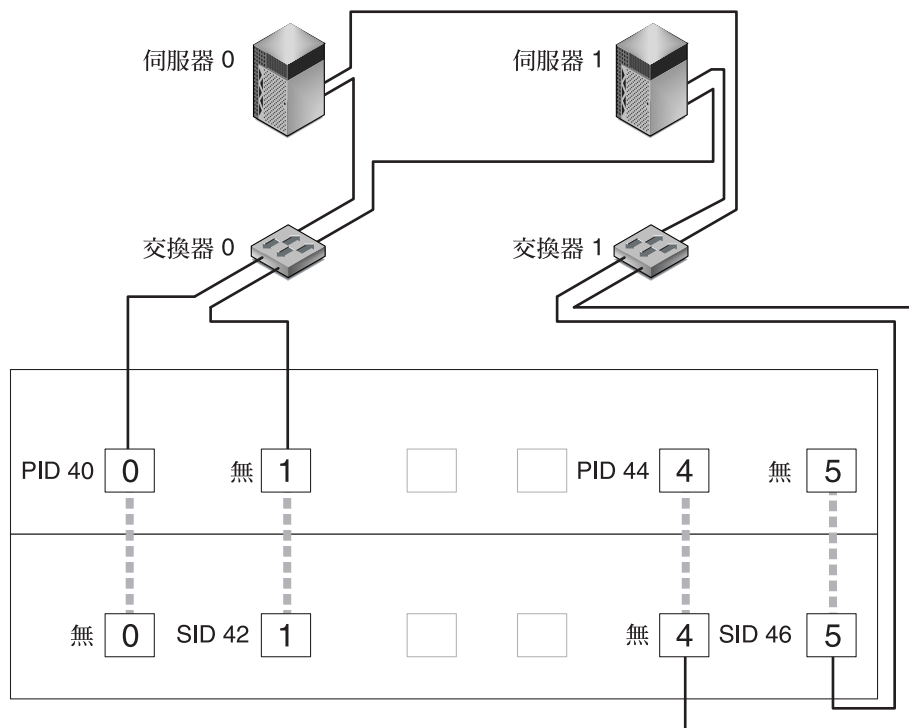 伺服器 0
伺服器 1
交換器 0
交換器 1
PID 40 0
無 1
PID 44 4
無 5
無 0
SID 42 1
無 4
SID 46 5